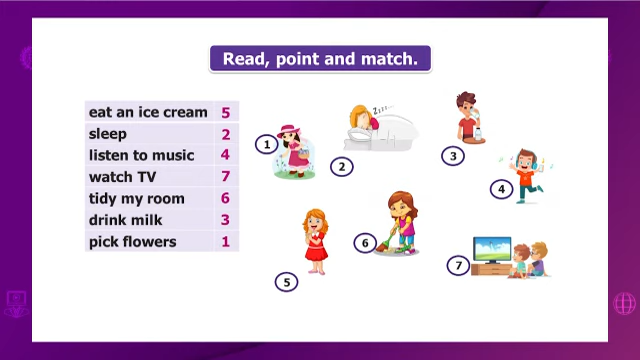 Read, point and match.
eat an ice cream 5
sleep 2
listen to music 4
watch TV 7
tidy my room 6
drink milk 3
pick flowers 1
1
2
zzzz
3
4
5
6
7